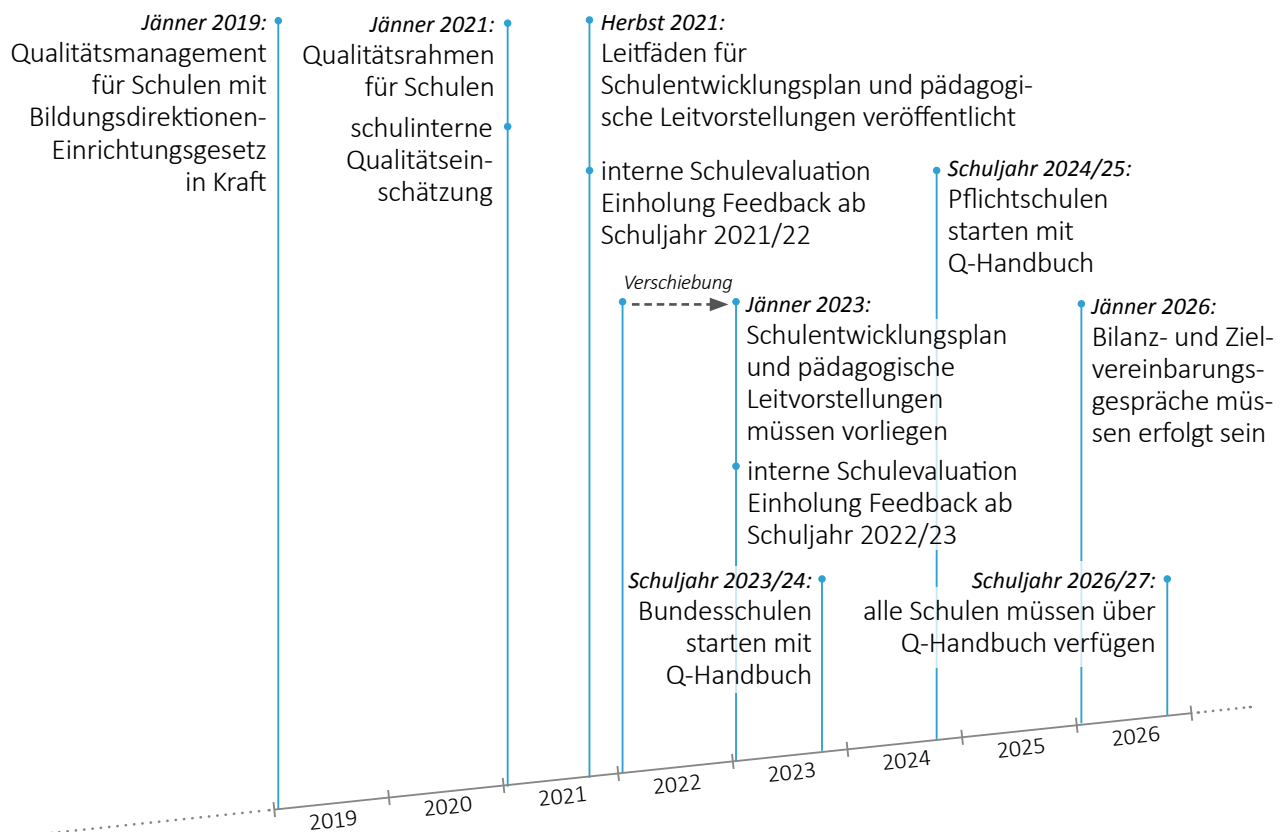 Jänner 2019:
Qualitätsmanagement
für Schulen mit
Bildungsdirektionen-
Einrichtungsgesetz
in Kraft
Jänner 2021:
Qualitätsrahmen
für Schulen
schulinterne
Qualitätsein-
schätzung
Herbst 2021:
Leitfäden für
Schulentwicklungsplan und pädagogi-
sche Leitvorstellungen veröffentlicht
interne Schulevaluation
Einholung Feedback ab
Schuljahr 2021/22
Verschiebung
Jänner 2023:
Schulentwicklungsplan
und pädagogische
Leitvorstellungen
müssen vorliegen
interne Schulevaluation
Einholung Feedback ab
Schuljahr 2022/23
Schuljahr 2023/24:
Bundesschulen
starten mit
Q-Handbuch
Schuljahr 2024/25:
Pflichtschulen
starten mit
Q-Handbuch
Jänner 2026:
Bilanz- und Ziel-
vereinbarungs-
gespräche müs-
sen erfolgt sein
Schuljahr 2026/27:
alle Schulen müssen über
Q-Handbuch verfügen
2019
2020
2021
2022
2023
2024
2025
2026